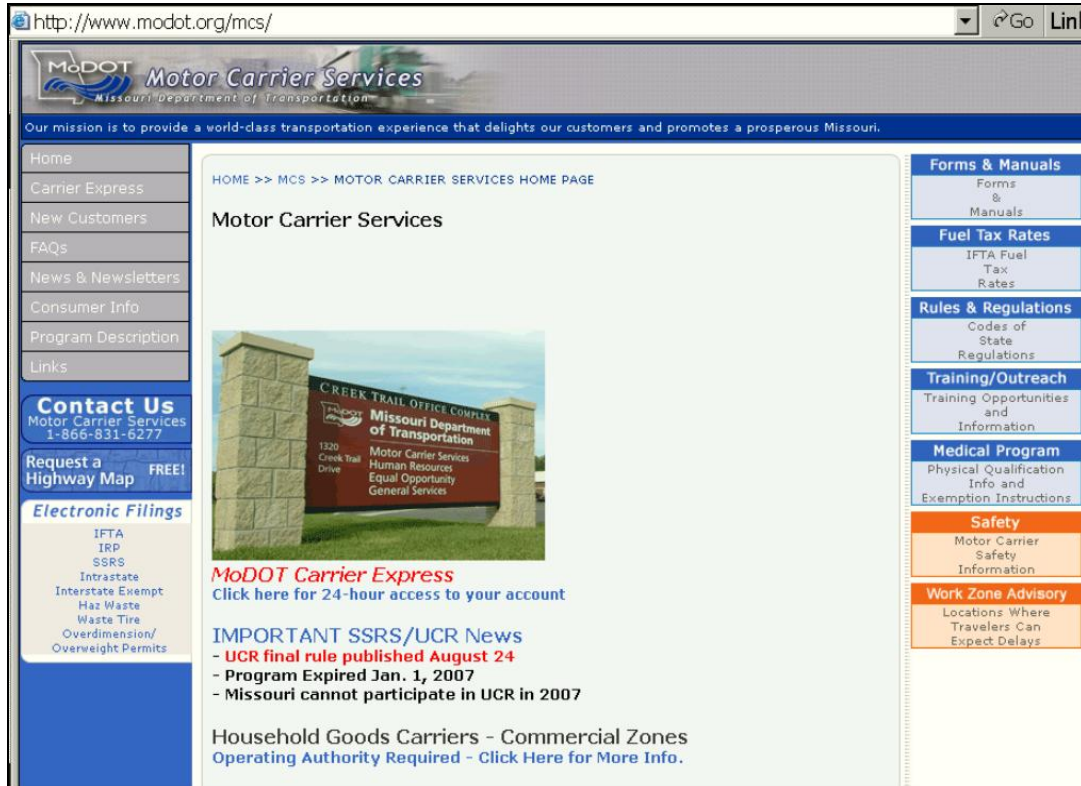 http://www.modot.org/mcs/
Go
MoDOT
Motor Carrier Services
Missouri Department of Transportation
Our mission is to provide a world-class transportation experience that delights our customers and promotes a prosperous Missouri.
Home
Carrier Express
New Customers
FAQs
News & Newsletters
Consumer Info
Program Description
Links
Contact Us
Motor Carrier Services
1-866-831-6277
Request a
Highway Map
FREE!
Electronic Filings
IFTA
IRP
SSRS
Intrastate
Interstate Exempt
Haz Waste
Waste Tire
Overdimension/
Overweight Permits
HOME >> MCS >> MOTOR CARRIER SERVICES HOME PAGE
Motor Carrier Services
CREEK TRAIL OFFICE COMPLEX
MoDOT
Missouri Department
of Transportation
1320
Creek Trail
Drive
Motor Carrier Services
Human Resources
Equal Opportunity
General Services
MoDOT Carrier Express
Click here for 24-hour access to your account
IMPORTANT SSRS/UCR News
- UCR final rule published August 24
- Program Expired Jan. 1, 2007
- Missouri cannot participate in UCR in 2007
Household Goods Carriers - Commercial Zones
Operating Authority Required - Click Here for More Info.
Forms & Manuals
Forms
&
Manuals
Fuel Tax Rates
IFTA Fuel
Tax
Rates
Rules & Regulations
Codes of
State
Regulations
Training/Outreach
Training Opportunities
and
Information
Medical Program
Physical Qualification
Info and
Exemption Instructions
Safety
Motor Carrier
Safety
Information
Work Zone Advisory
Locations Where
Travelers Can
Expect Delays